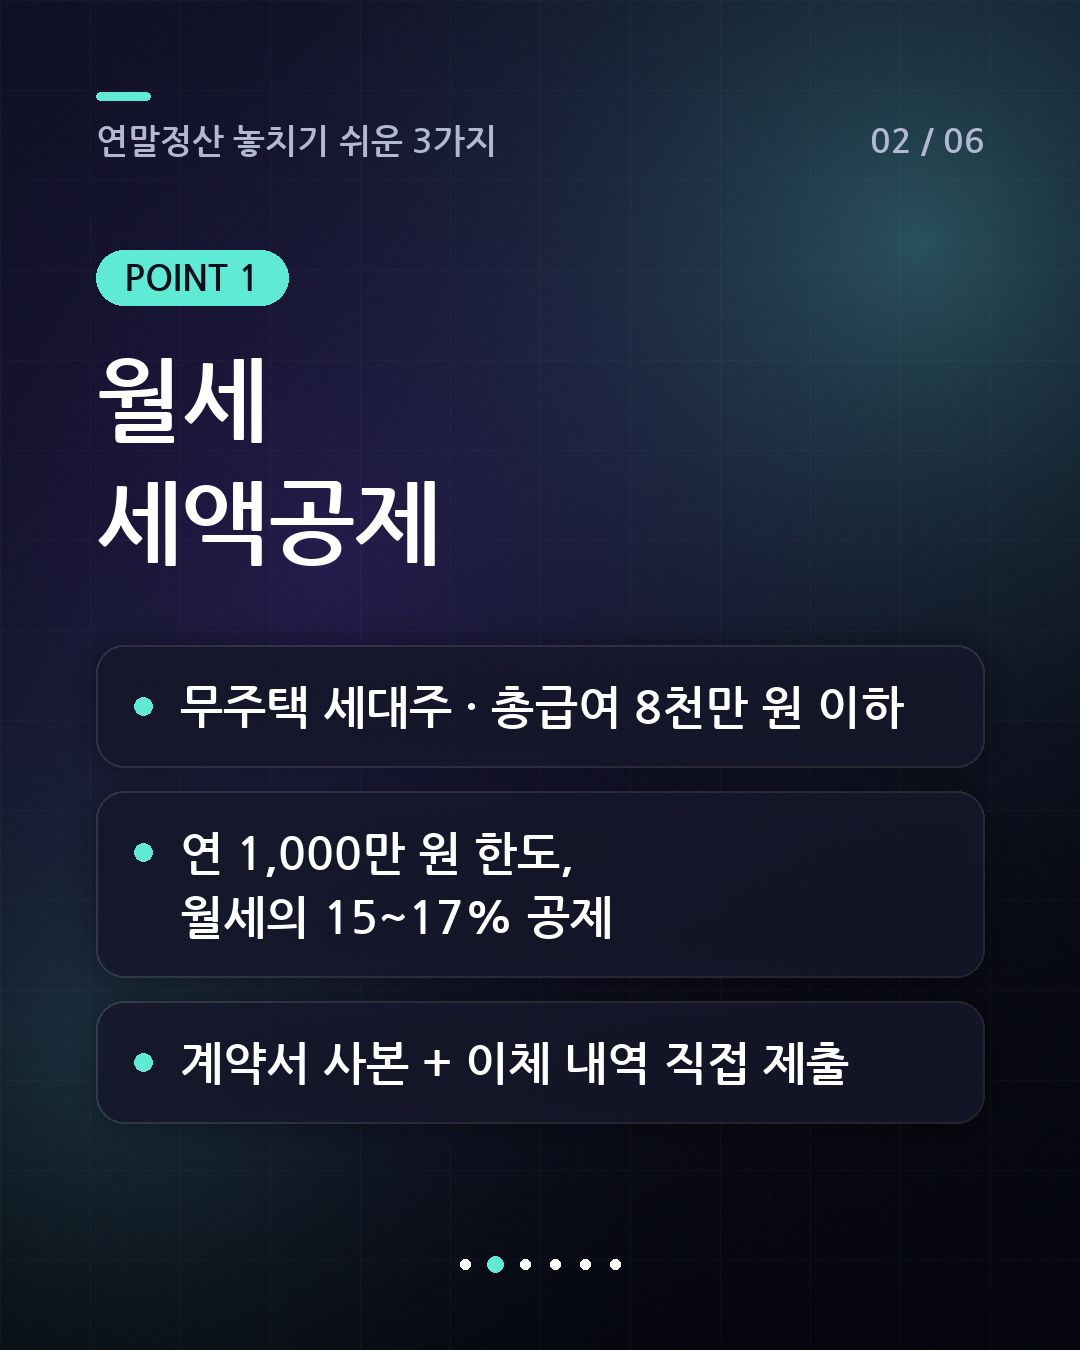 연말정산 놓치기 쉬운 3가지
02 / 06
POINT 1
월세
세액공제
무주택 세대주 · 총급여 8천만 원 이하
연 1,000만 원 한도,
월세의 15~17% 공제
계약서 사본 + 이체 내역 직접 제출